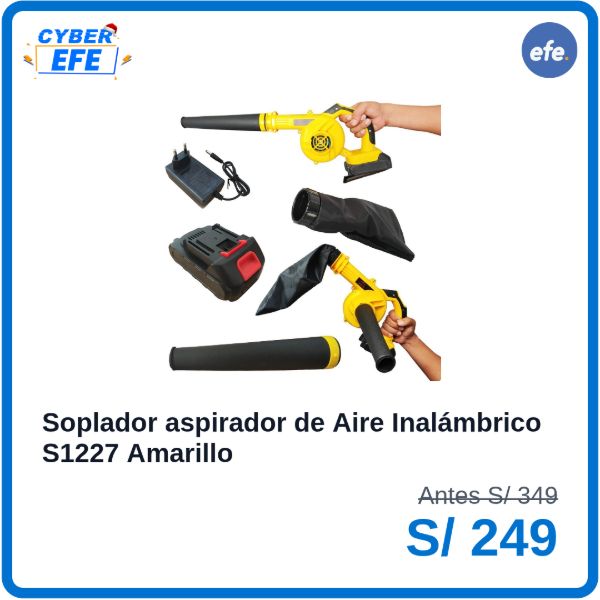 CYBER
EFE
efe.
Soplador aspirador de Aire Inalámbrico
S1227 Amarillo
Antes S/ 349
S/ 249